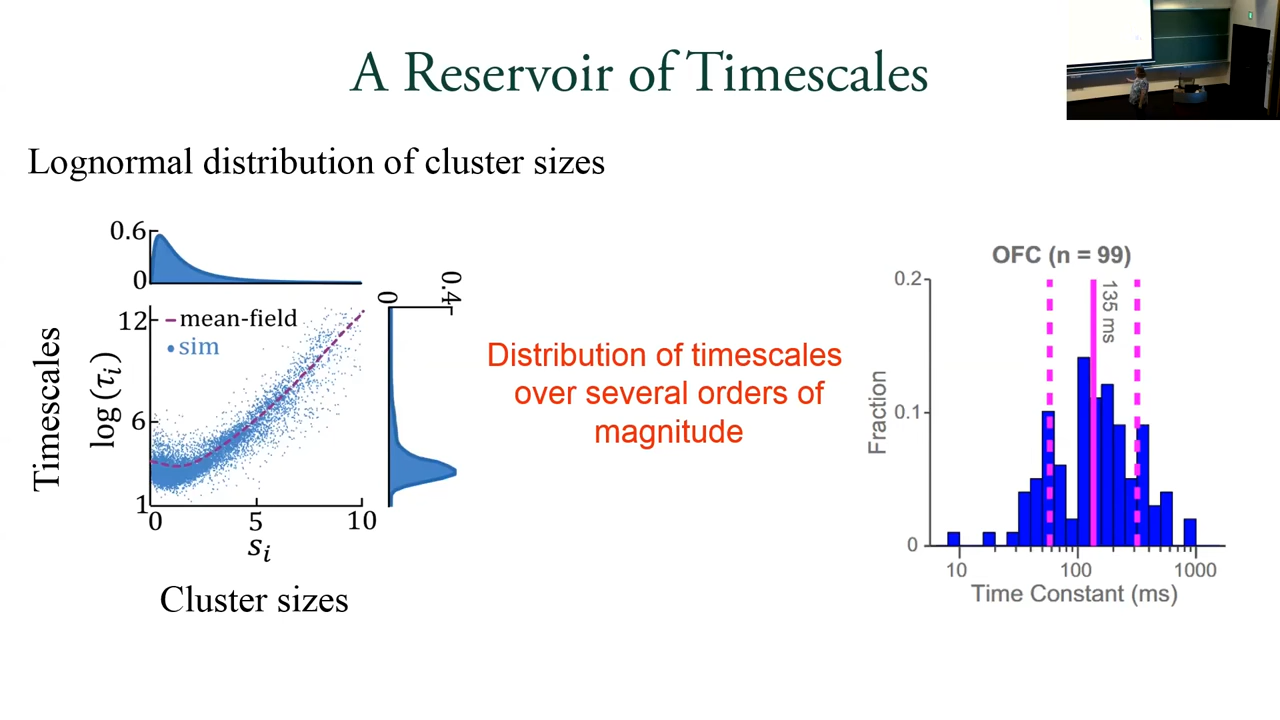 A Reservoir of Timescales
Lognormal distribution of cluster sizes
0.6
0
0
0.4
12
mean-field
sim
6
1
Timescales
log (τᵢ)
0
5
10
sᵢ
Cluster sizes
Distribution of timescales
over several orders of
magnitude
OFC (n = 99)
0.2
135 ms
0.1
0
Fraction
10
100
1000
Time Constant (ms)